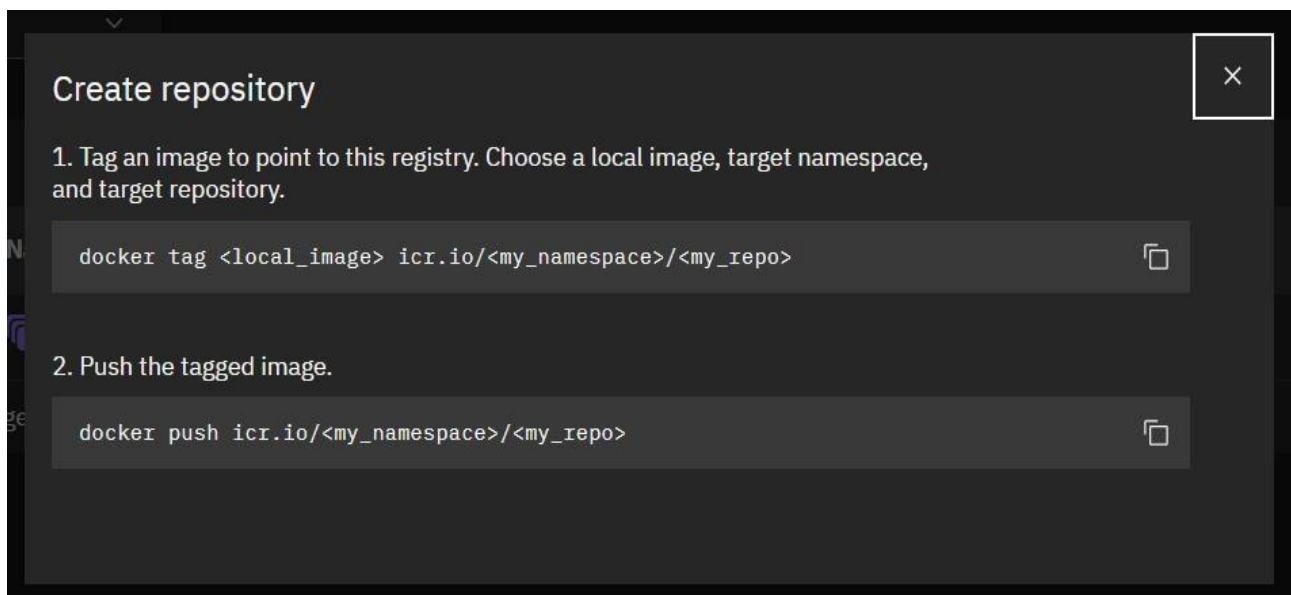 Create repository
1. Tag an image to point to this registry. Choose a local image, target namespace,
and target repository.
docker tag <local_image> icr.io/<my_namespace>/<my_repo>
2. Push the tagged image.
docker push icr.io/<my_namespace>/<my_repo>